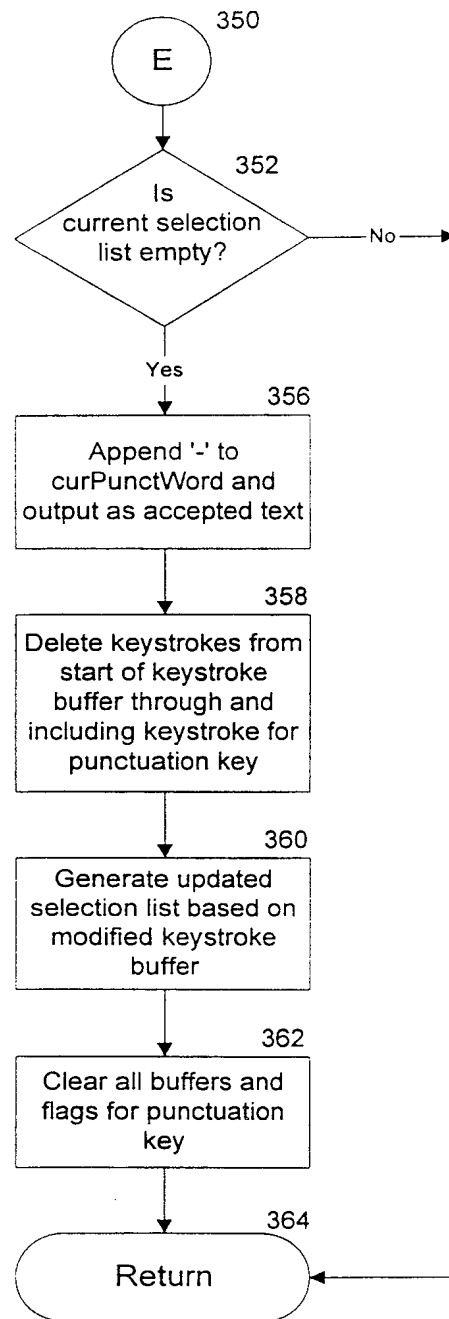 350
E
352
Is
current selection
list empty?
No
Yes
356
Append '-' to
curPunctWord and
output as accepted text
358
Delete keystrokes from
start of keystroke
buffer through and
including keystroke for
punctuation key
360
Generate updated
selection list based on
modified keystroke
buffer
362
Clear all buffers and
flags for punctuation
key
364
Return